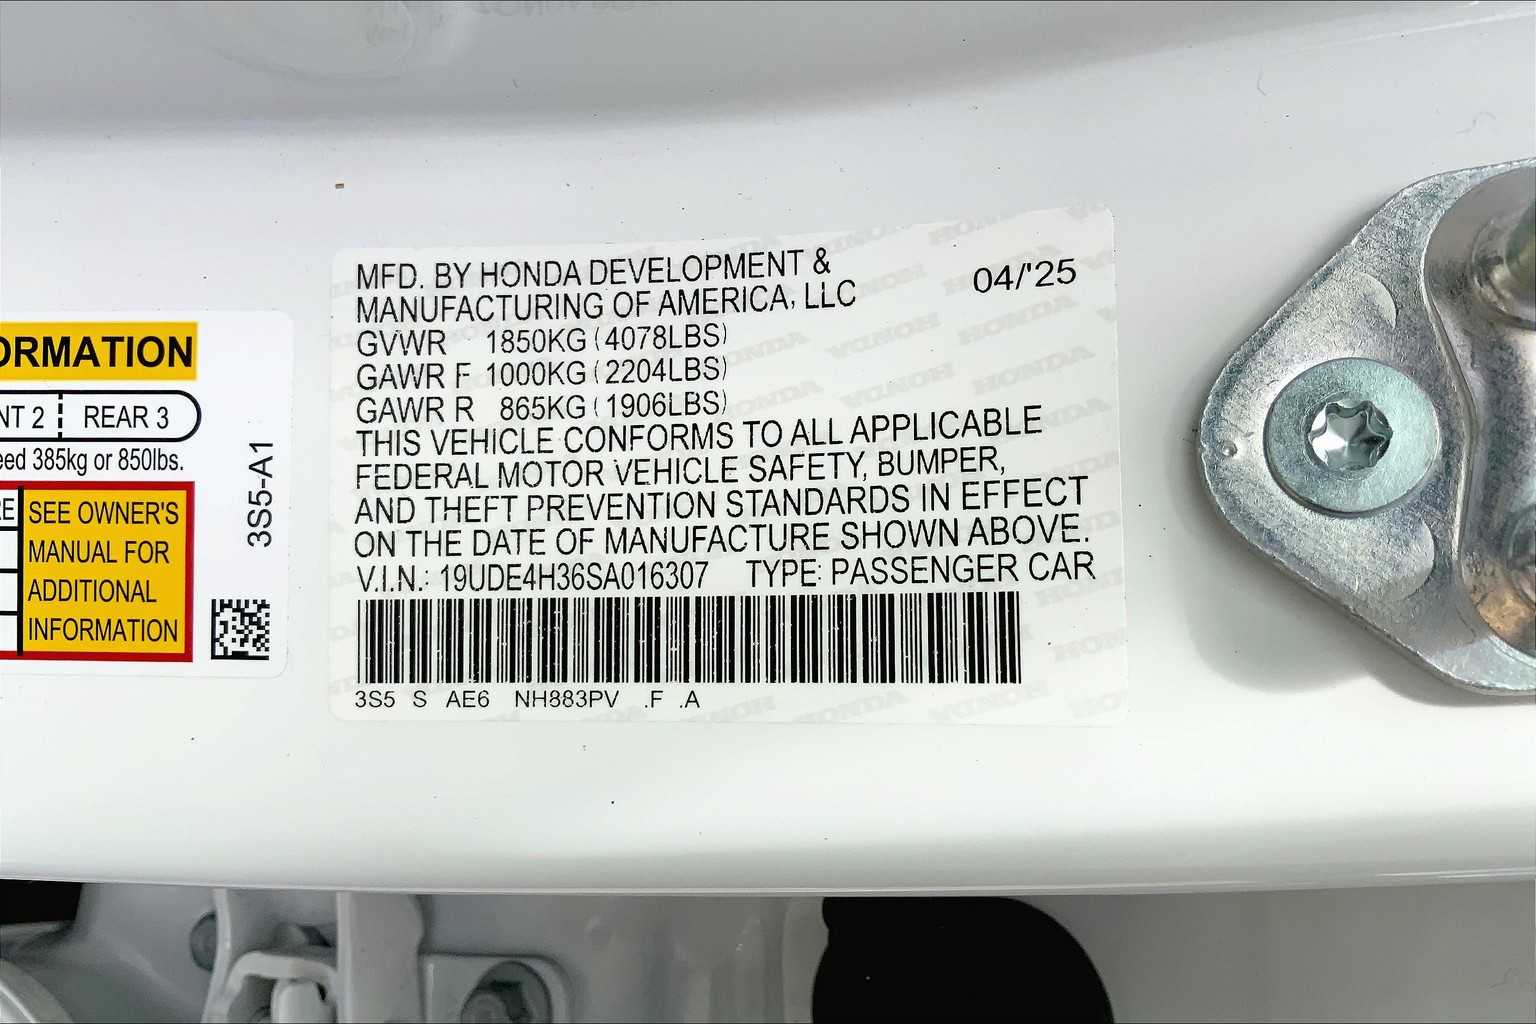 ORMATION
NT 2 REAR 3
eed 385kg or 850lbs.
RE
SEE OWNER'S
MANUAL FOR
ADDITIONAL
INFORMATION
3S5-A1
MFD. BY HONDA DEVELOPMENT &
MANUFACTURING OF AMERICA, LLC
04/'25
GVWR 1850KG (4078LBS)
GAWR F 1000KG (2204LBS)
GAWR R 865KG (1906LBS)
THIS VEHICLE CONFORMS TO ALL APPLICABLE
FEDERAL MOTOR VEHICLE SAFETY, BUMPER,
AND THEFT PREVENTION STANDARDS IN EFFECT
ON THE DATE OF MANUFACTURE SHOWN ABOVE.
V.I.N.: 19UDE4H36SA016307 TYPE: PASSENGER CAR
3S5 S AE6 NH883PV .F .A